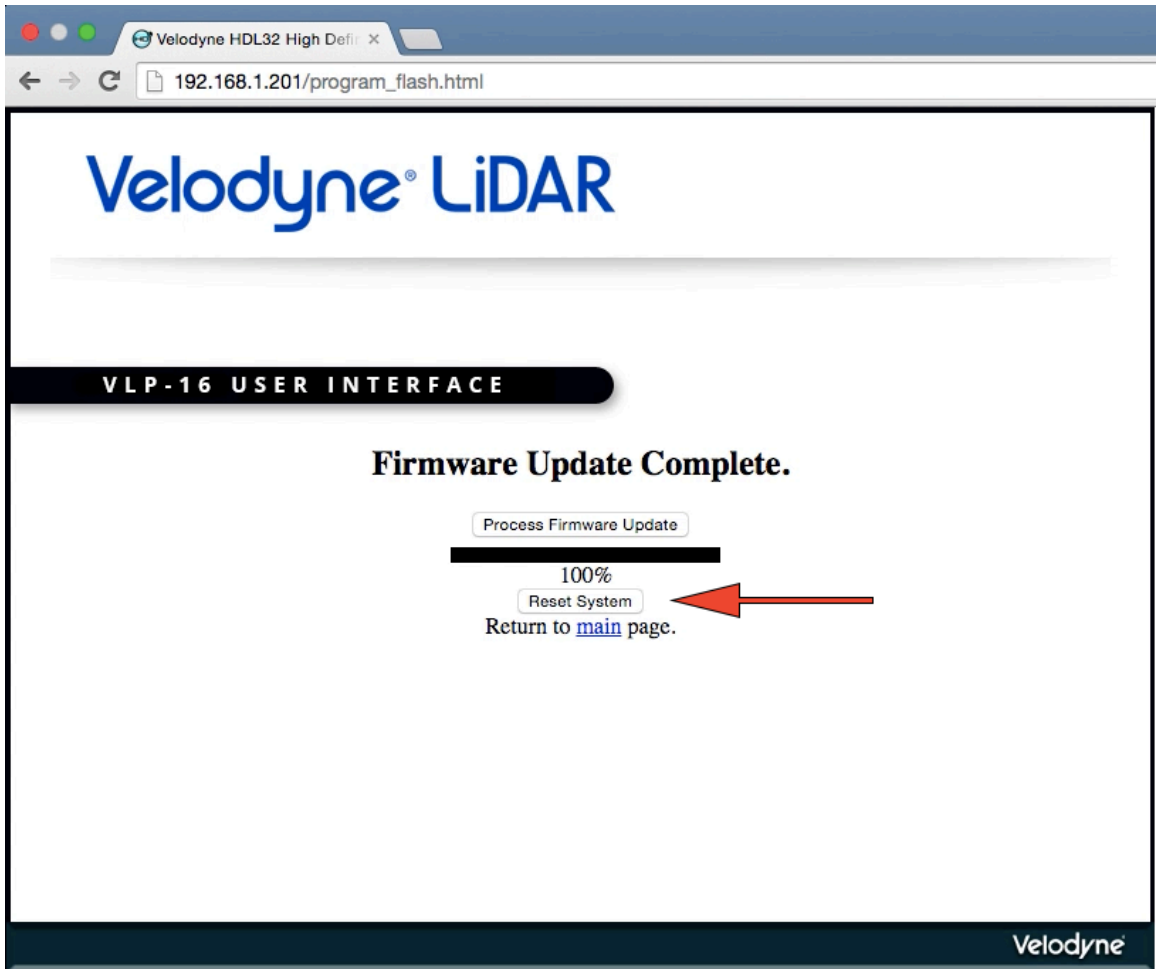 Velodyne HDL32 High Defi
192.168.1.201/program_flash.html
Velodyne® LiDAR
VLP-16 USER INTERFACE
Firmware Update Complete.
Process Firmware Update
100%
Reset System
Return to main page.
Velodyne